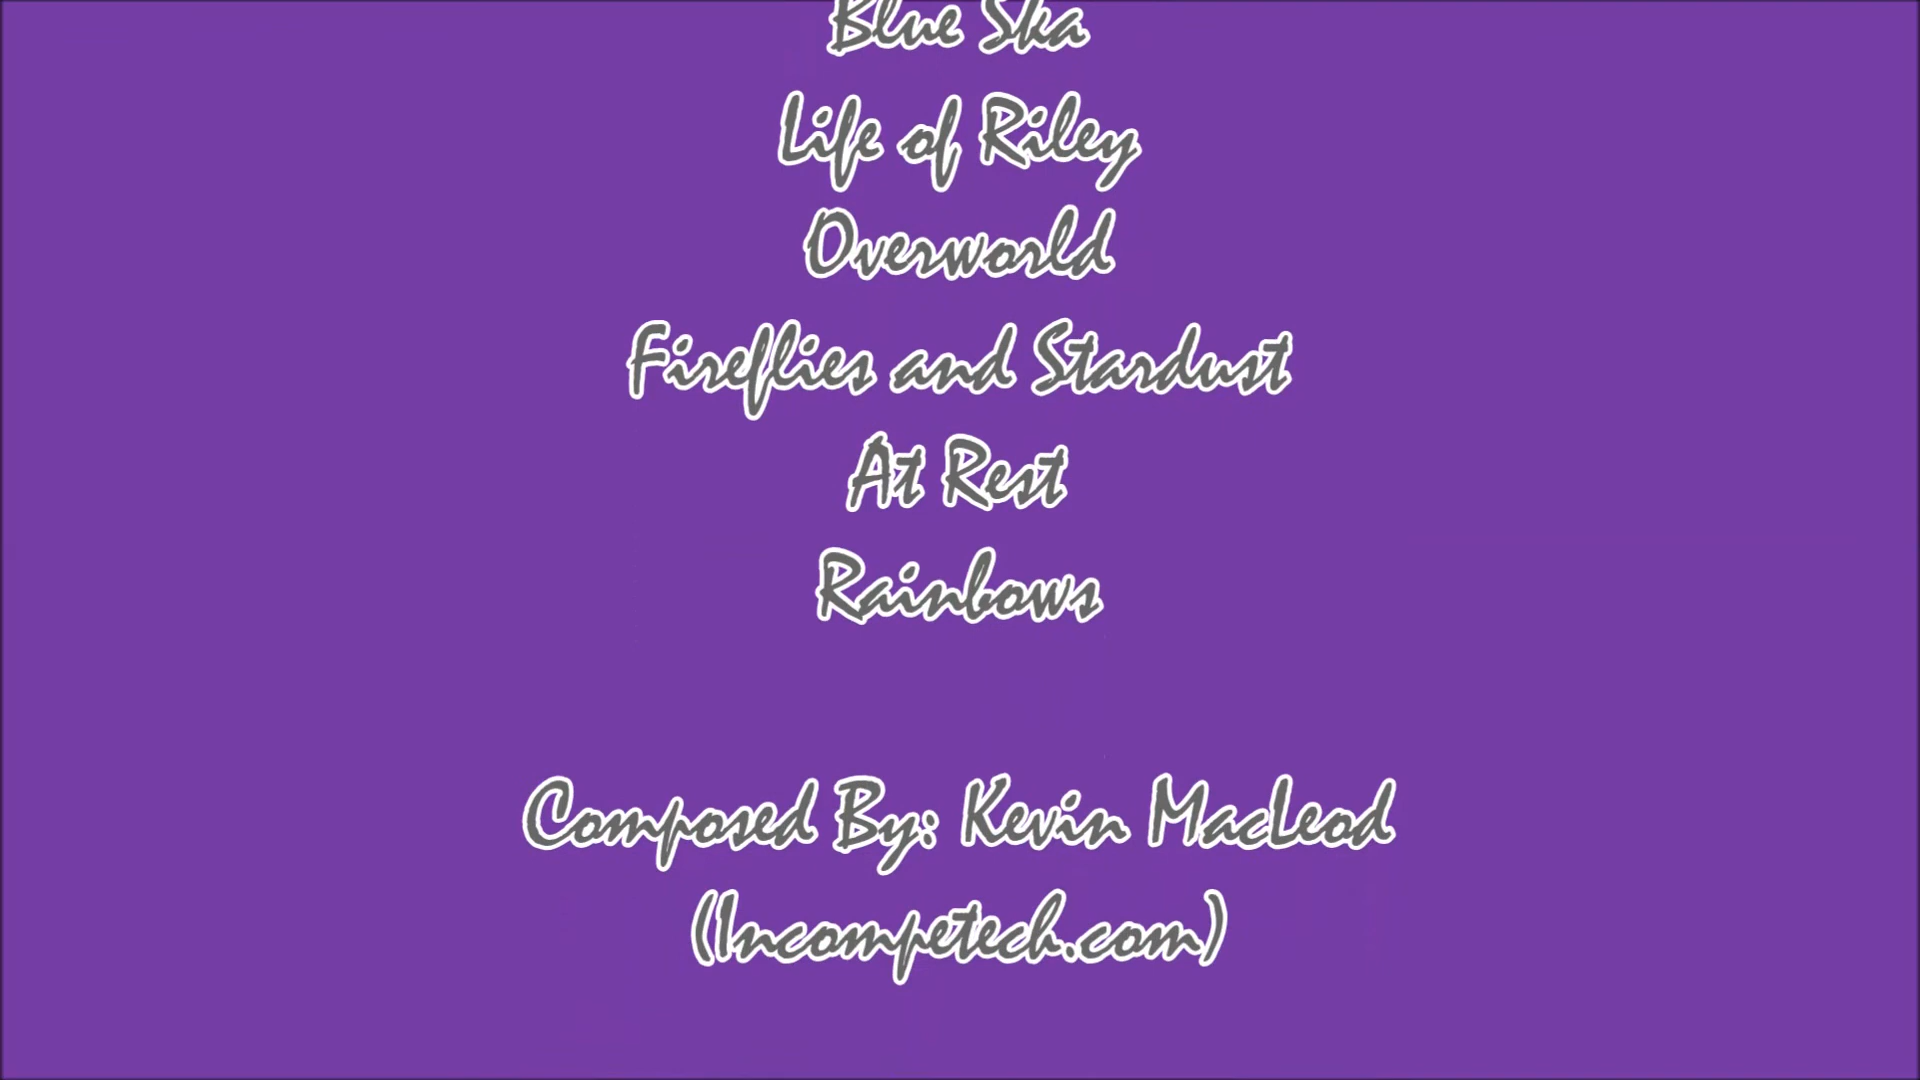 Blue Ska
Life of Riley
Overworld
Fireflies and Stardust
At Rest
Rainbows
Composed By: Kevin MacLeod
(Incompetech.com)